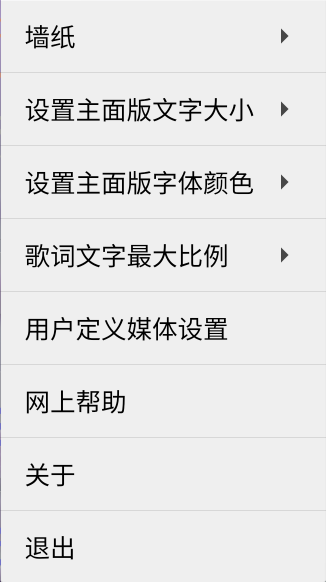 墙纸
设置主面版文字大小
设置主面版字体颜色
歌词文字最大比例
用户定义媒体设置
网上帮助
关于
退出